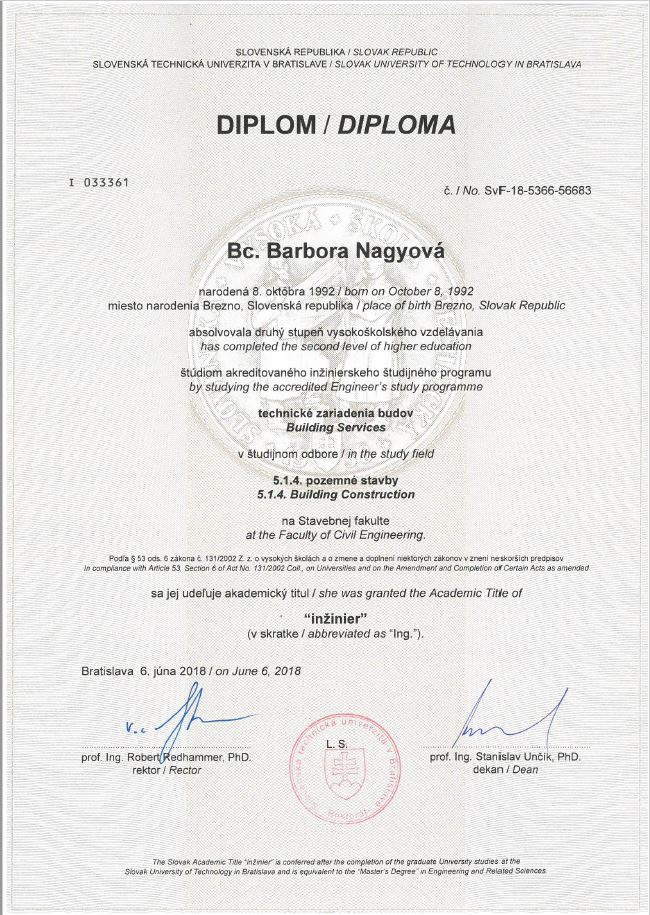 SLOVENSKÁ REPUBLIKA / SLOVAK REPUBLIC
SLOVENSKÁ TECHNICKÁ UNIVERZITA V BRATISLAVE / SLOVAK UNIVERSITY OF TECHNOLOGY IN BRATISLAVA
DIPLOM / DIPLOMA
I 033361
č. / No. SvF-18-5366-56683
Bc. Barbora Nagyová
narodená 8. októbra 1992 / born on October 8, 1992
miesto narodenia Brezno, Slovenská republika / place of birth Brezno, Slovak Republic
absolvovala druhý stupeň vysokoškolského vzdelávania
has completed the second level of higher education
štúdiom akreditovaného inžinierskeho študijného programu
by studying the accredited Engineer's study programme
technické zariadenia budov
Building Services
v študijnom odbore / in the study field
5.1.4. pozemné stavby
5.1.4. Building Construction
na Stavebnej fakulte
at the Faculty of Civil Engineering.
Podľa § 53 ods. 6 zákona č. 131/2002 Z. z. o vysokých školách a o zmene a doplnení niektorých zákonov v znení neskorších predpisov
In compliance with Article 53, Section 6 of Act No. 131/2002 Coll., on Universities and on the Amendment and Completion of Certain Acts as amended
sa jej udeľuje akademický titul / she was granted the Academic Title of
“inžinier”
(v skratke / abbreviated as “Ing.”).
Bratislava 6. júna 2018 / on June 6, 2018
v. z.
L. S.
Slovenská technická univerzita v Bratislave
Rektorát
prof. Ing. Robert Redhammer, PhD.
rektor / Rector
prof. Ing. Stanislav Unčík, PhD.
dekan / Dean
The Slovak Academic Title “inžinier” is conferred after the completion of the graduate University studies at the
Slovak University of Technology in Bratislava and is equivalent to the “Master's Degree” in Engineering and Related Sciences.